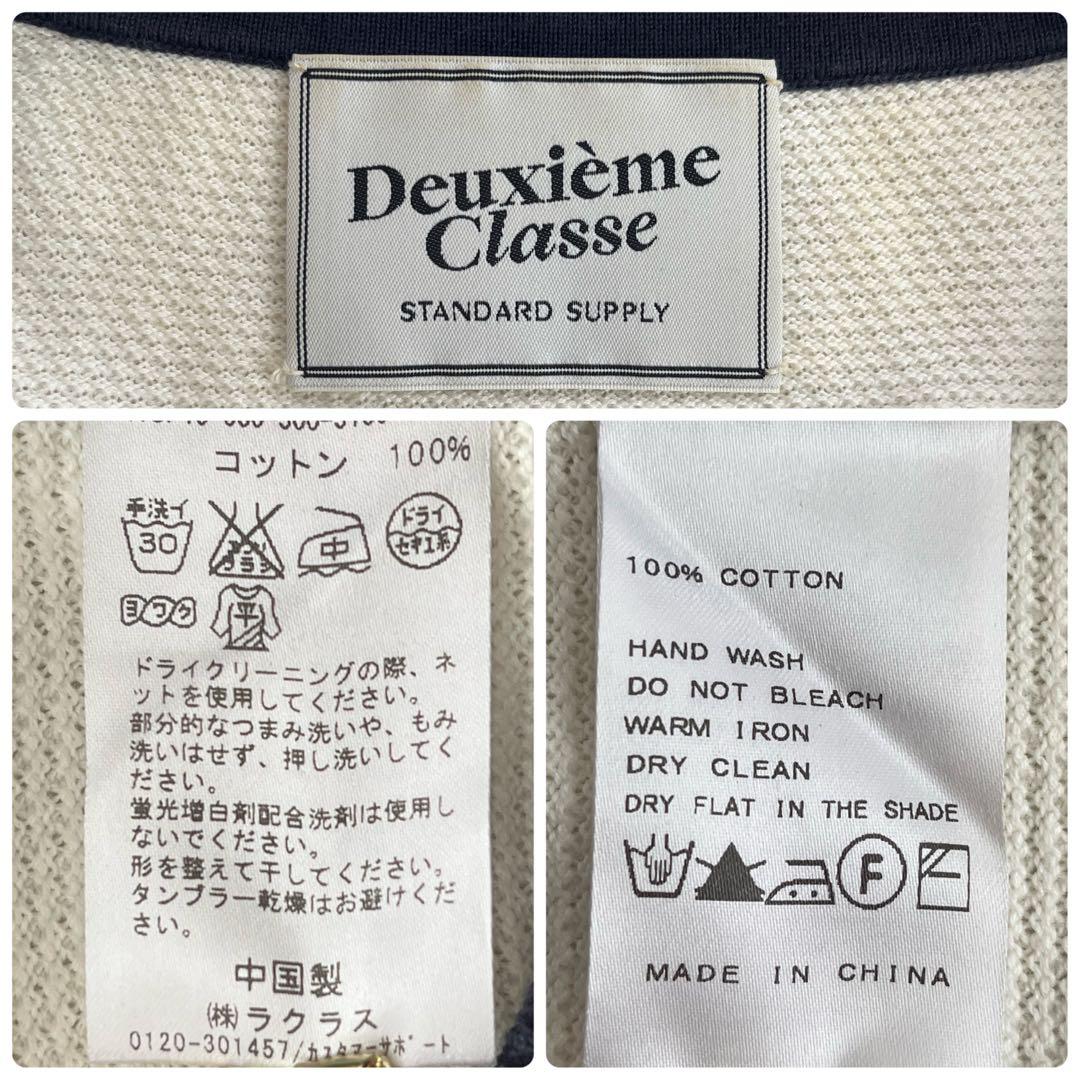 Deuxième
Classe
STANDARD SUPPLY
コットン 100%
手洗イ
30
エンソ
サラシ
中
ドライ
セキユ系
ヨワク
平
ドライクリーニングの際、ネ
ットを使用してください。
部分的なつまみ洗いや、もみ
洗いはせず、押し洗いしてく
ださい。
蛍光増白剤配合洗剤は使用し
ないでください。
形を整えて干してください。
タンブラー乾燥はお避けくだ
さい。
中国製
㈱ラクラス
0120-301457/カスタマーサポート
100% COTTON
HAND WASH
DO NOT BLEACH
WARM IRON
DRY CLEAN
DRY FLAT IN THE SHADE
F
MADE IN CHINA